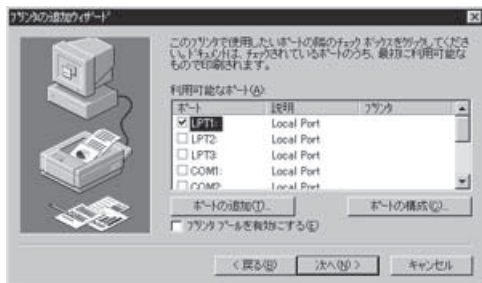 プリンタの追加ウィザード
このプリンタで使用したいポートの隣のチェック ボックスをクリックしてくださ
い。ドキュメントは、チェックされているポートのうち、最初に利用可能な
もので印刷されます。
利用可能なポート(A):
ポート 説明 プリンタ
LPT1: Local Port
LPT2: Local Port
LPT3: Local Port
COM1: Local Port
COM2: Local Port
ポートの追加(T)... ポートの構成(C)...
プリンタ プールを有効にする(E)
< 戻る(B) 次へ(N) > キャンセル